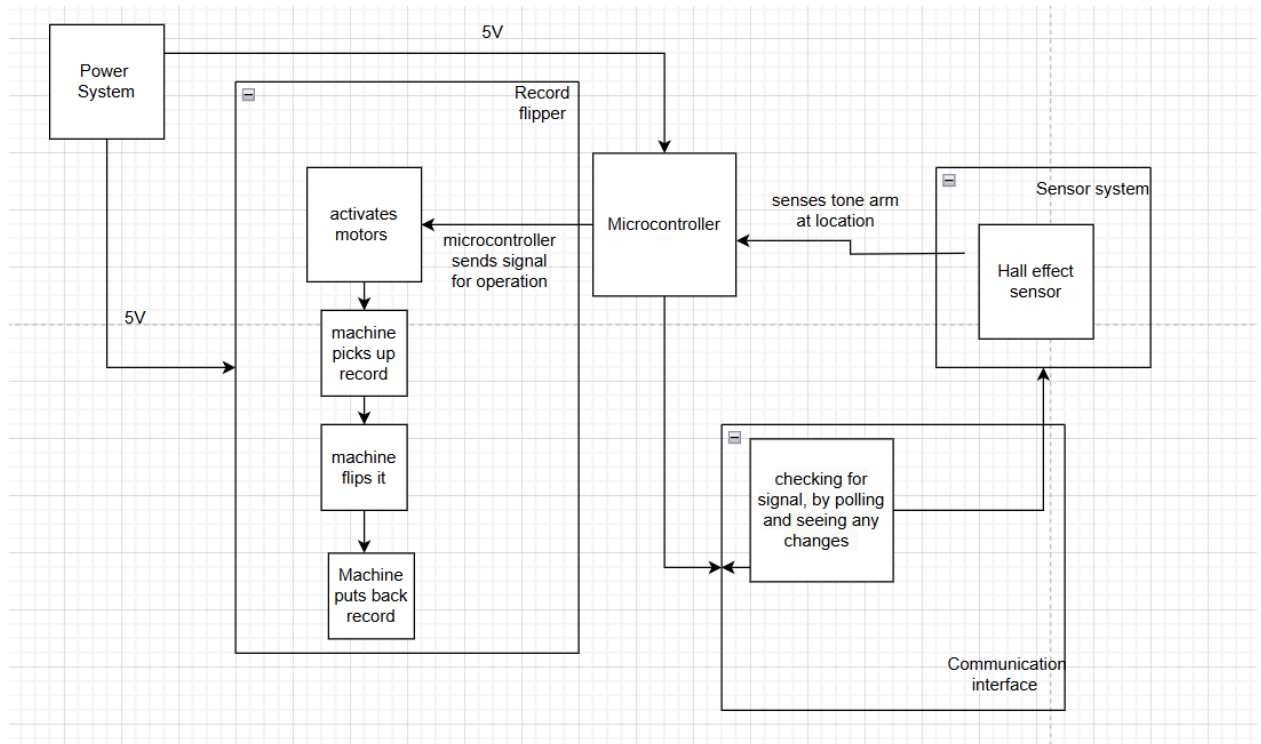 5V
Power
System
Record
flipper
Sensor system
activates
motors
Microcontroller
senses tone arm
at location
microcontroller
sends signal
for operation
Hall effect
sensor
5V
machine
picks up
record
machine
flips it
checking for
signal, by polling
and seeing any
changes
Machine
puts back
record
Communication
interface